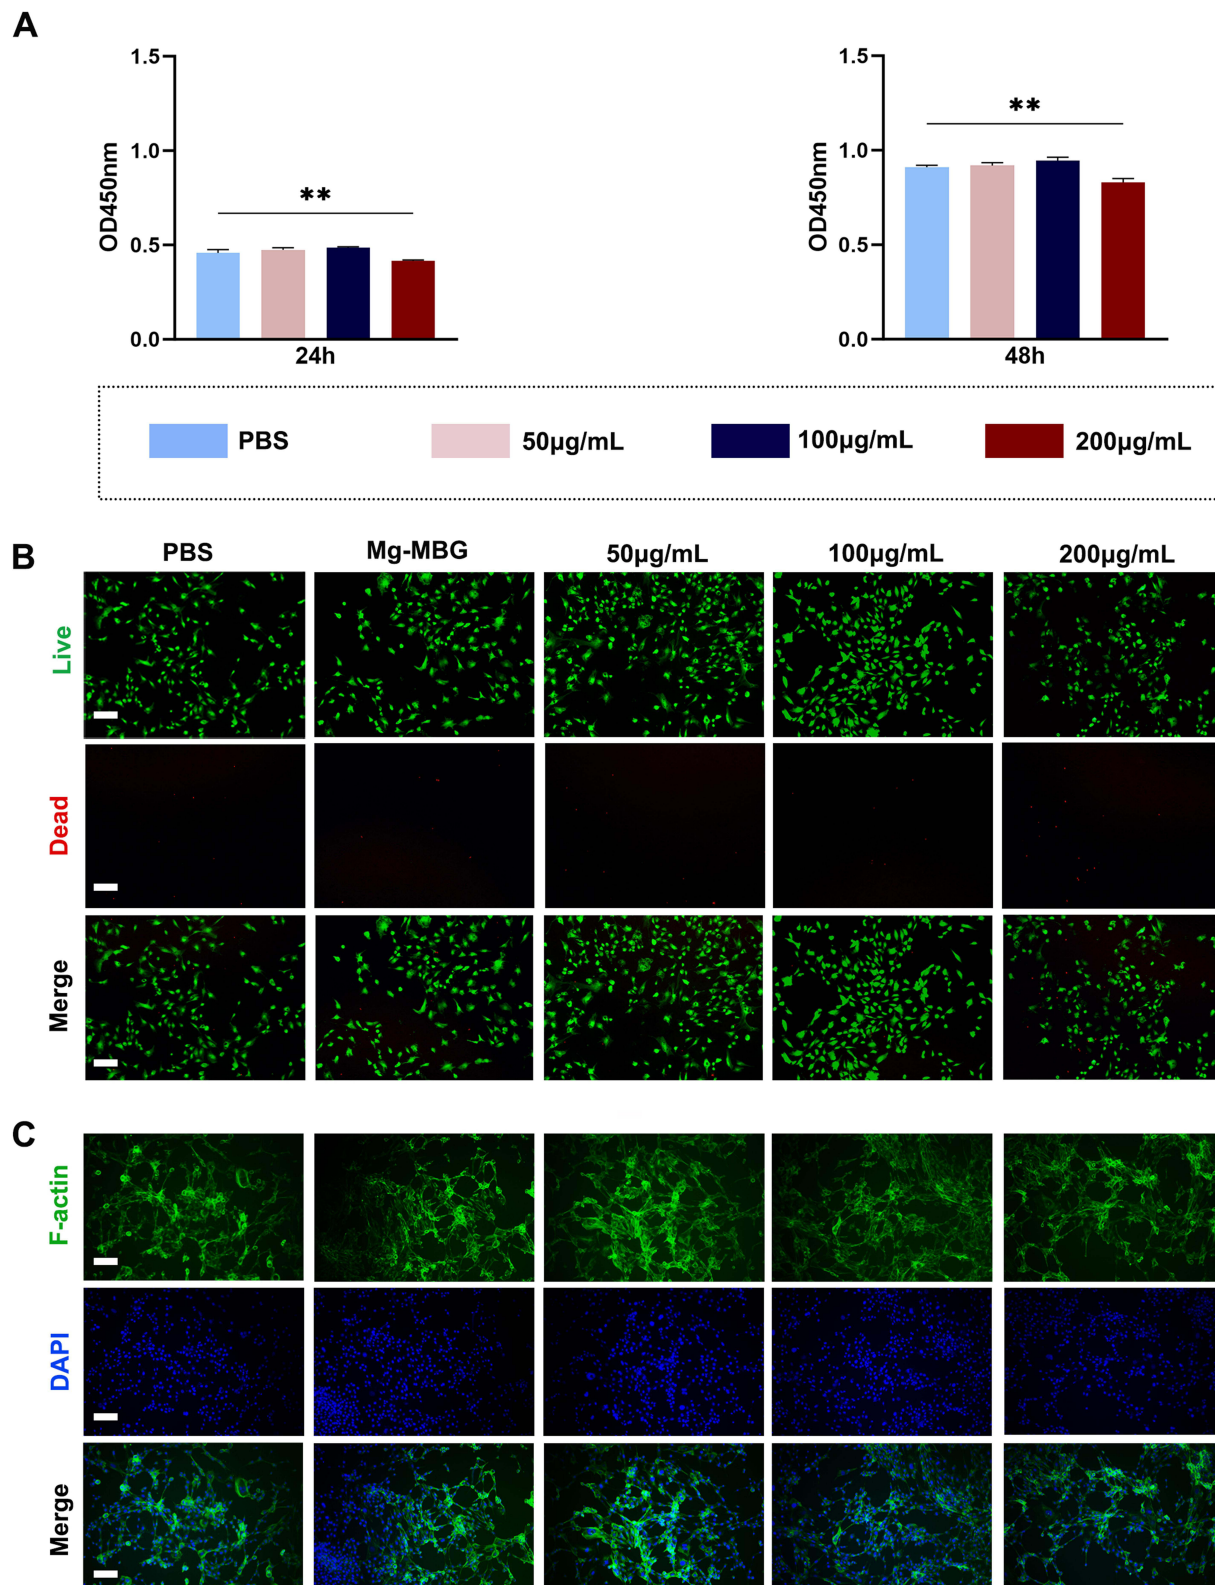 A
1.5
1.0
0.5
0.0
OD450nm
**
24h
1.5
1.0
0.5
0.0
OD450nm
**
48h
PBS
50μg/mL
100μg/mL
200μg/mL
B
PBS
Mg-MBG
50μg/mL
100μg/mL
200μg/mL
Live
Dead
Merge
C
F-actin
DAPI
Merge